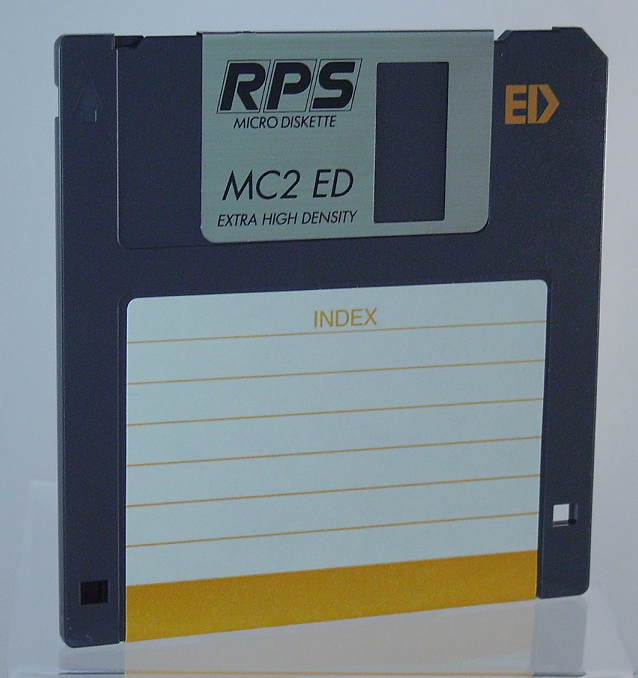 RPS
MICRO DISKETTE
MC2 ED
EXTRA HIGH DENSITY
ED
INDEX